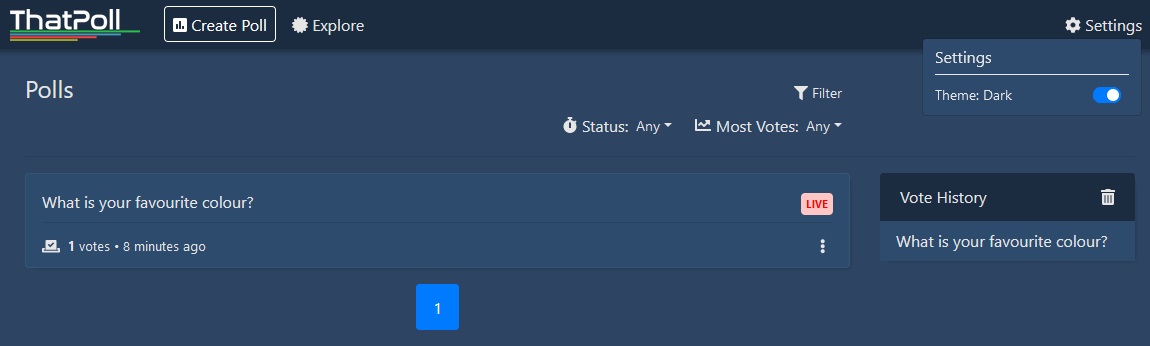 ThatPoll
Create Poll
Explore
Settings
Settings
Theme: Dark
Polls
Filter
Status: Any
Most Votes: Any
What is your favourite colour?
LIVE
1 votes • 8 minutes ago
Vote History
What is your favourite colour?
1